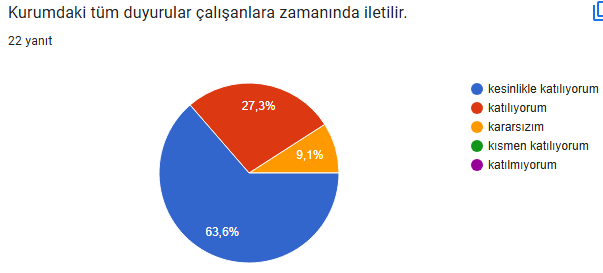 Kurumdaki tüm duyurular çalışanlara zamanında iletilir.
22 yanıt
kesinlikle katılıyorum
katılıyorum
kararsızım
kısmen katılıyorum
katılmıyorum
27,3%
9,1%
63,6%